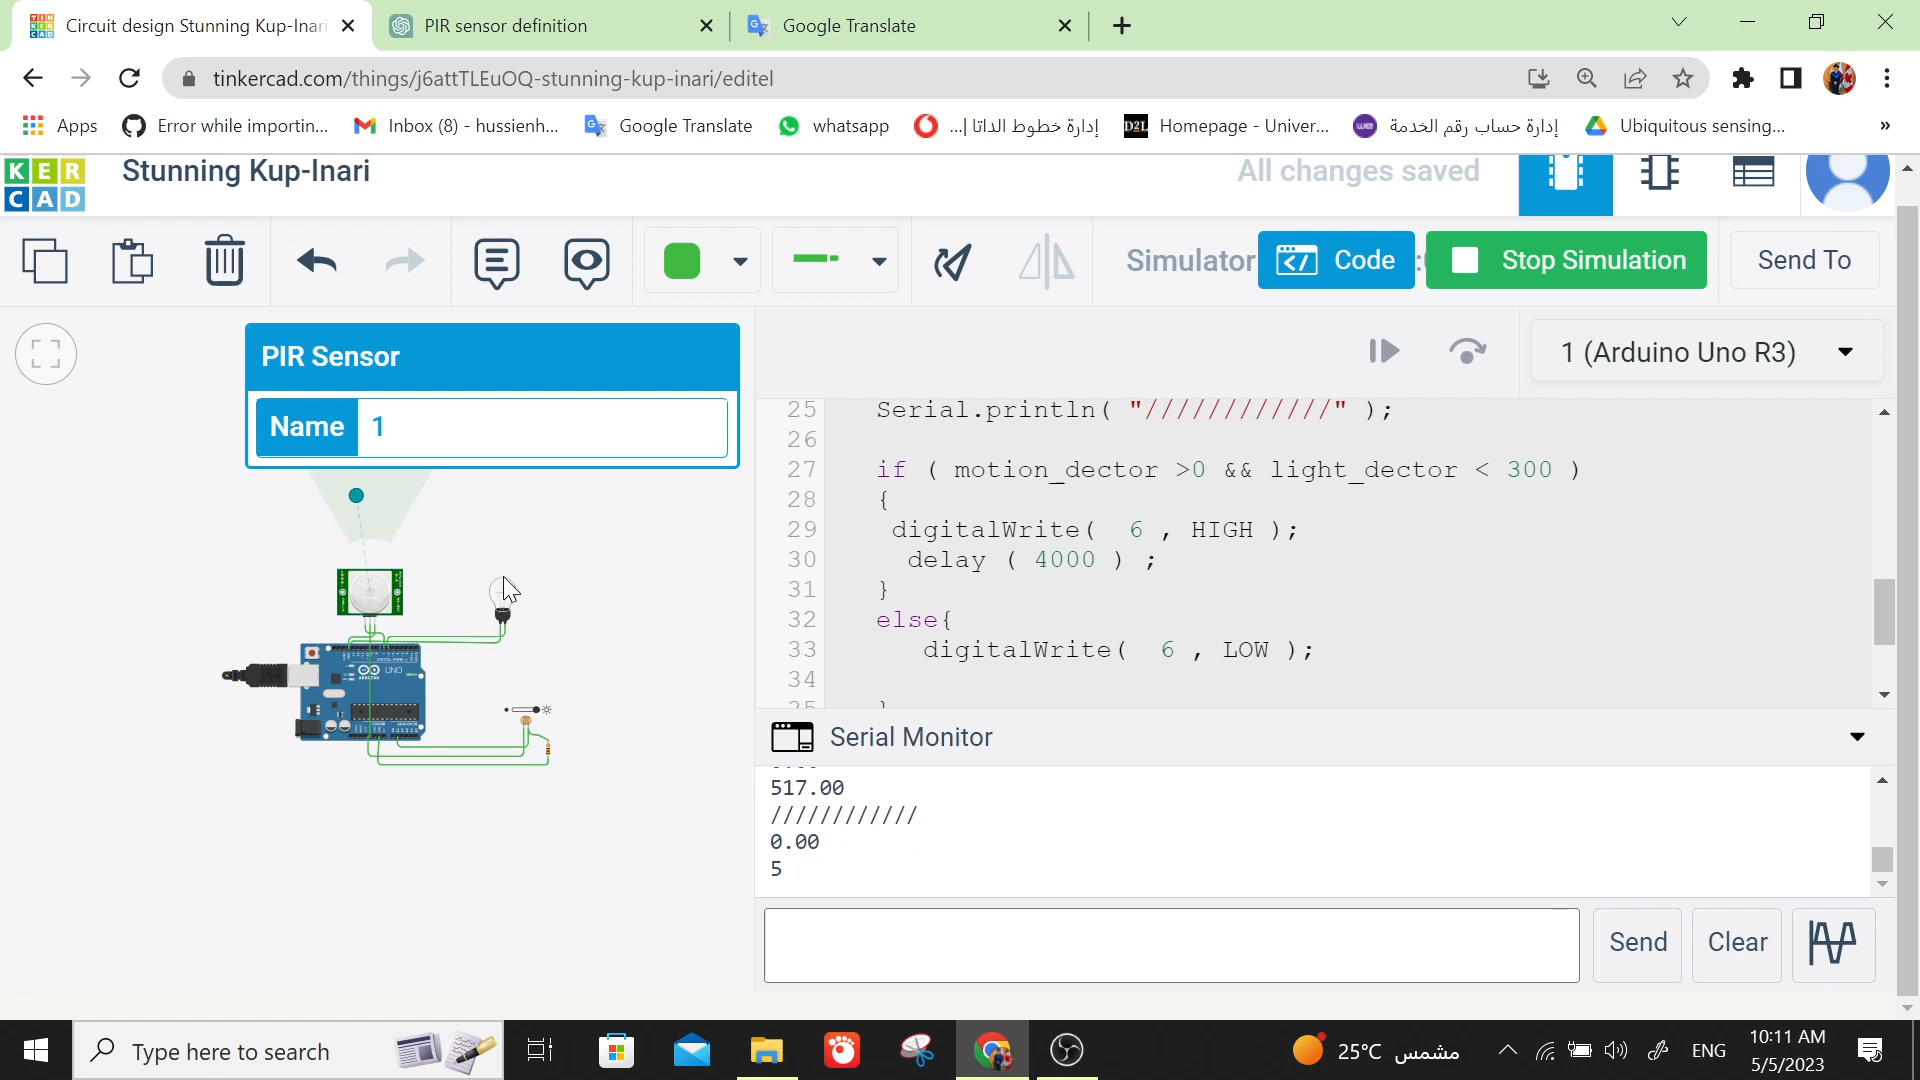 Circuit design Stunning Kup-Inari
PIR sensor definition
Google Translate
tinkercad.com/things/j6attTLEuOQ-stunning-kup-inari/editel
Apps
Error while importin...
Inbox (8) - hussienh...
Google Translate
whatsapp
إدارة خطوط الداتا |...
D2L
Homepage - Univer...
إدارة حساب رقم الخدمة
Ubiquitous sensing...
»
KER
CAD
Stunning Kup-Inari
All changes saved
Simulator
Code
Stop Simulation
Send To
PIR Sensor
Name 1
1 (Arduino Uno R3)
25 Serial.println( "////////////" );
26
27 if ( motion_dector >0 && light_dector < 300 )
28 {
29 digitalWrite( 6 , HIGH );
30 delay ( 4000 ) ;
31 }
32 else{
33 digitalWrite( 6 , LOW );
34
UNO
ARDUINO
Serial Monitor
517.00
////////////
0.00
5
Send
Clear
Type here to search
25°C مشمس
ENG
10:11 AM
5/5/2023